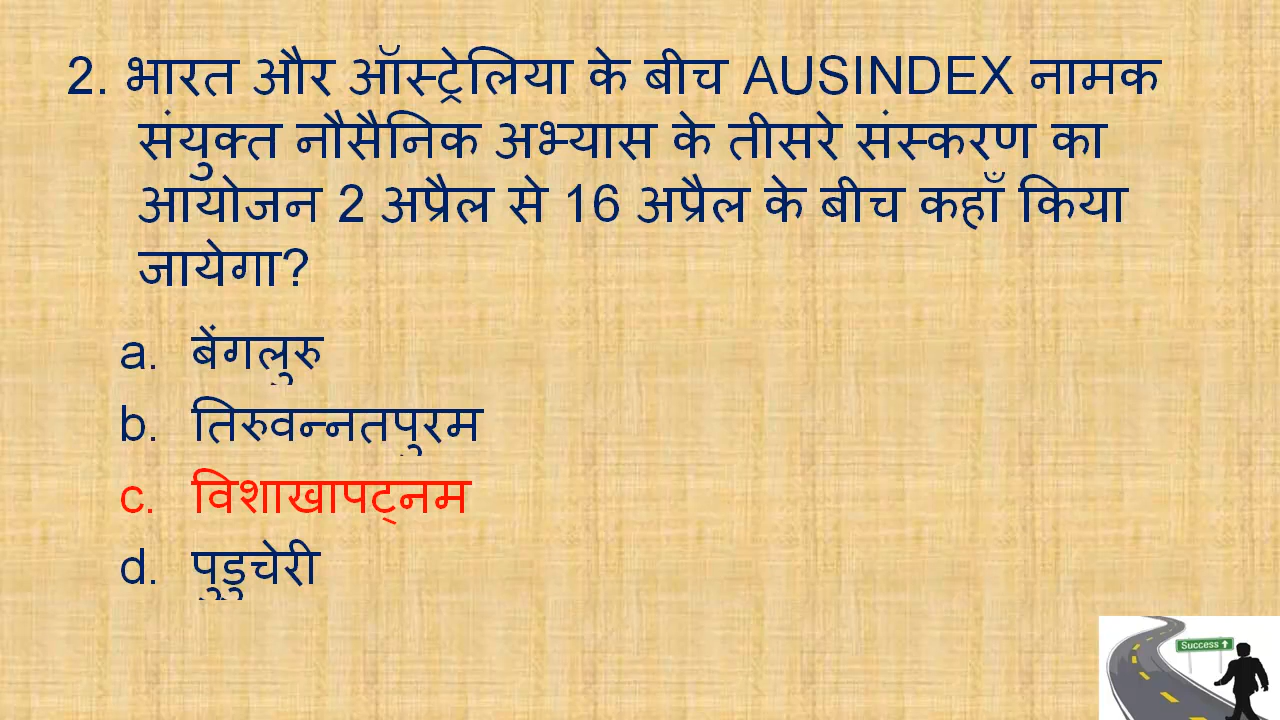 2. भारत और ऑस्ट्रेलिया के बीच AUSINDEX नामक
संयुक्त नौसैनिक अभ्यास के तीसरे संस्करण का
आयोजन 2 अप्रैल से 16 अप्रैल के बीच कहाँ किया
जायेगा?
a. बेंगलुरु
b. तिरुवन्नतपुरम
c. विशाखापट्नम
d. पुडुचेरी
Success ↑